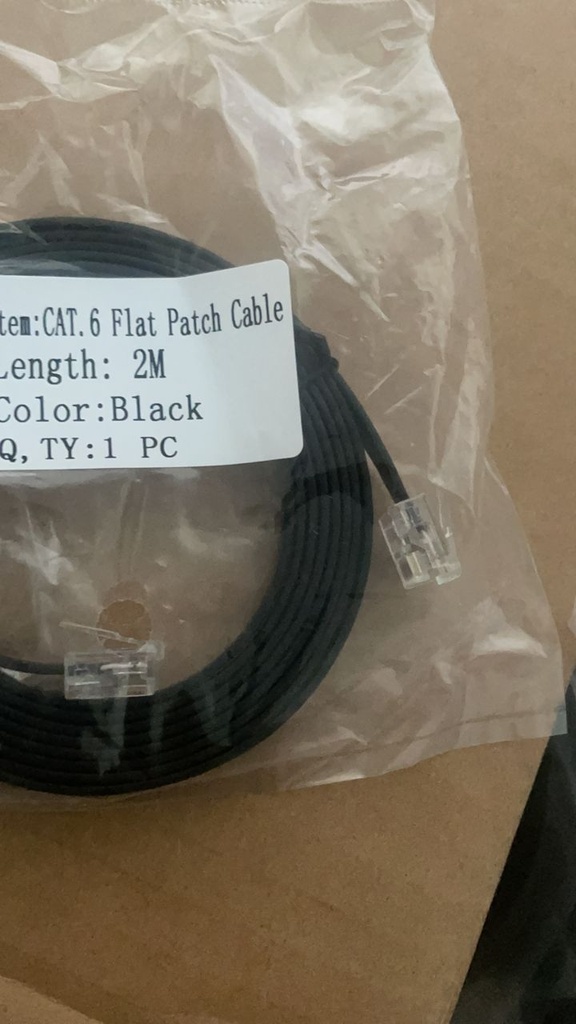 tem:CAT.6 Flat Patch Cable
Length: 2M
Color:Black
Q,TY:1 PC